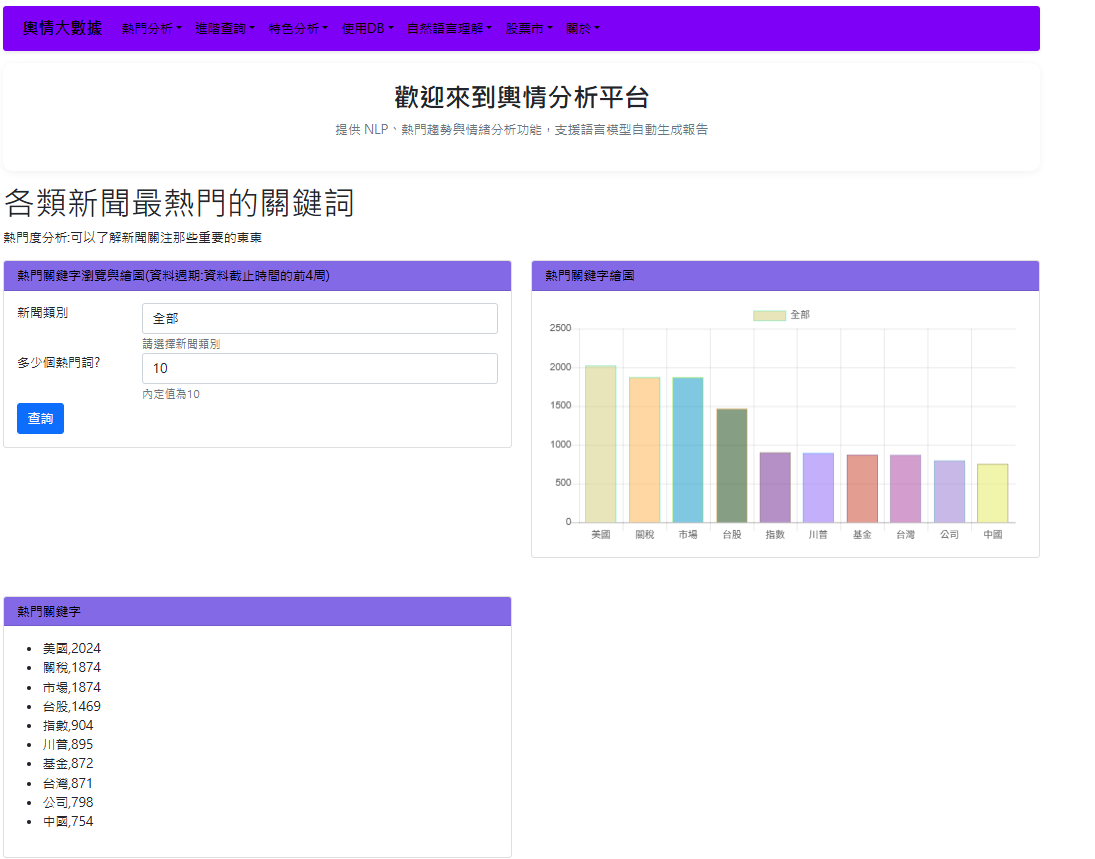 輿情大數據 熱門分析 進階查詢 特色分析 使用DB 自然語言理解 股票市 關於
歡迎來到輿情分析平台
提供 NLP、熱門趨勢與情緒分析功能，支援語言模型自動生成報告
各類新聞最熱門的關鍵詞
熱門度分析:可以了解新聞關注那些重要的東東
熱門關鍵字瀏覽與繪圖(資料週期:資料截止時間的前4周)
新聞類別
全部
請選擇新聞類別
多少個熱門詞?
10
內定值為10
查詢
熱門關鍵字繪圖
全部
2500
2000
1500
1000
500
0
美國 關稅 市場 台股 指數 川普 基金 台灣 公司 中國
熱門關鍵字
美國,2024
關稅,1874
市場,1874
台股,1469
指數,904
川普,895
基金,872
台灣,871
公司,798
中國,754